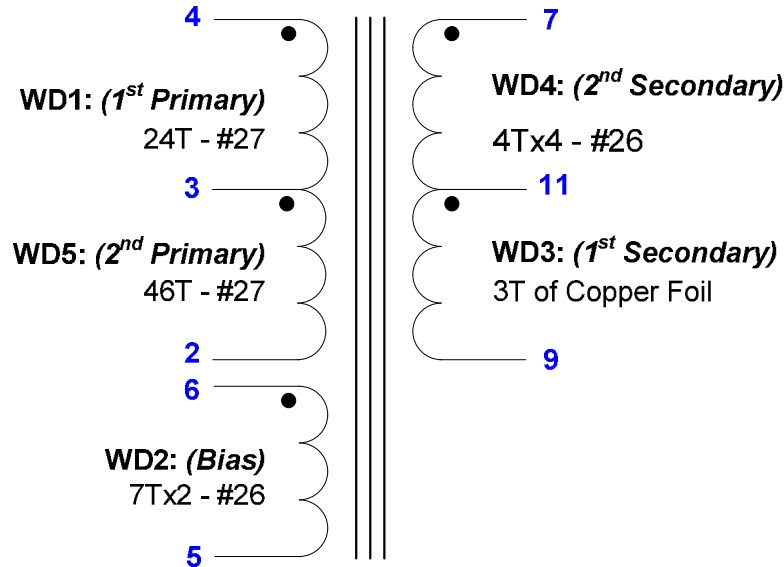 4
WD1: (1st Primary)
24T - #27
3
WD5: (2nd Primary)
46T - #27
2
6
WD2: (Bias)
7Tx2 - #26
5
7
WD4: (2nd Secondary)
4Tx4 - #26
11
WD3: (1st Secondary)
3T of Copper Foil
9